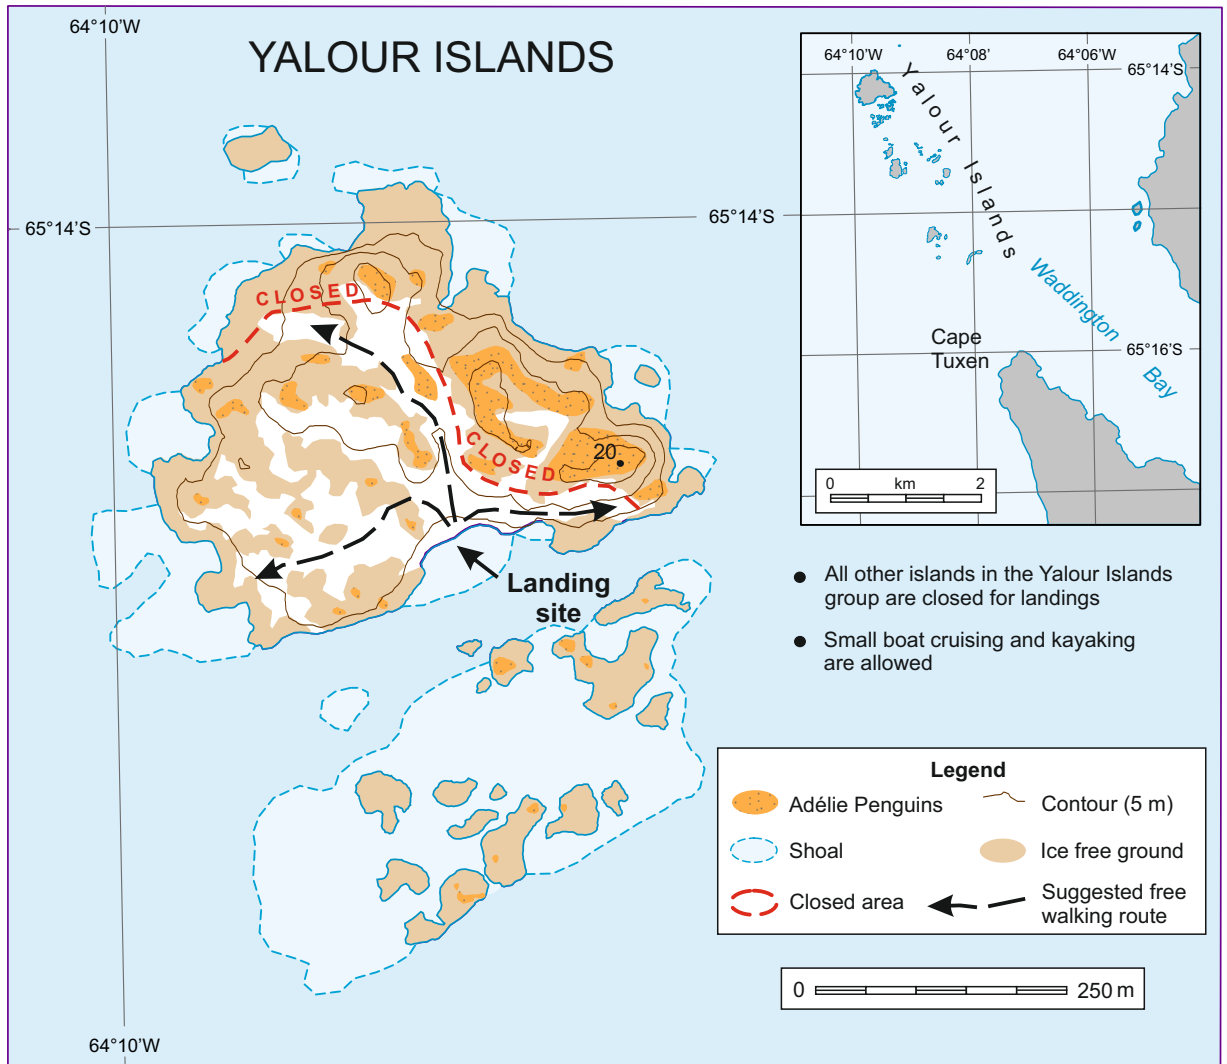 64°10'W
YALOUR ISLANDS
65°14'S
65°14'S
CLOSED
CLOSED
20
Landing
site
64°10'W
64°10'W
64°08'
64°06'W
65°14'S
Yalour Islands
Waddington
Bay
Cape
Tuxen
65°16'S
0 km 2
● All other islands in the Yalour Islands
group are closed for landings
● Small boat cruising and kayaking
are allowed
Legend
Adélie Penguins
Contour (5 m)
Shoal
Ice free ground
Closed area
Suggested free
walking route
0 250 m